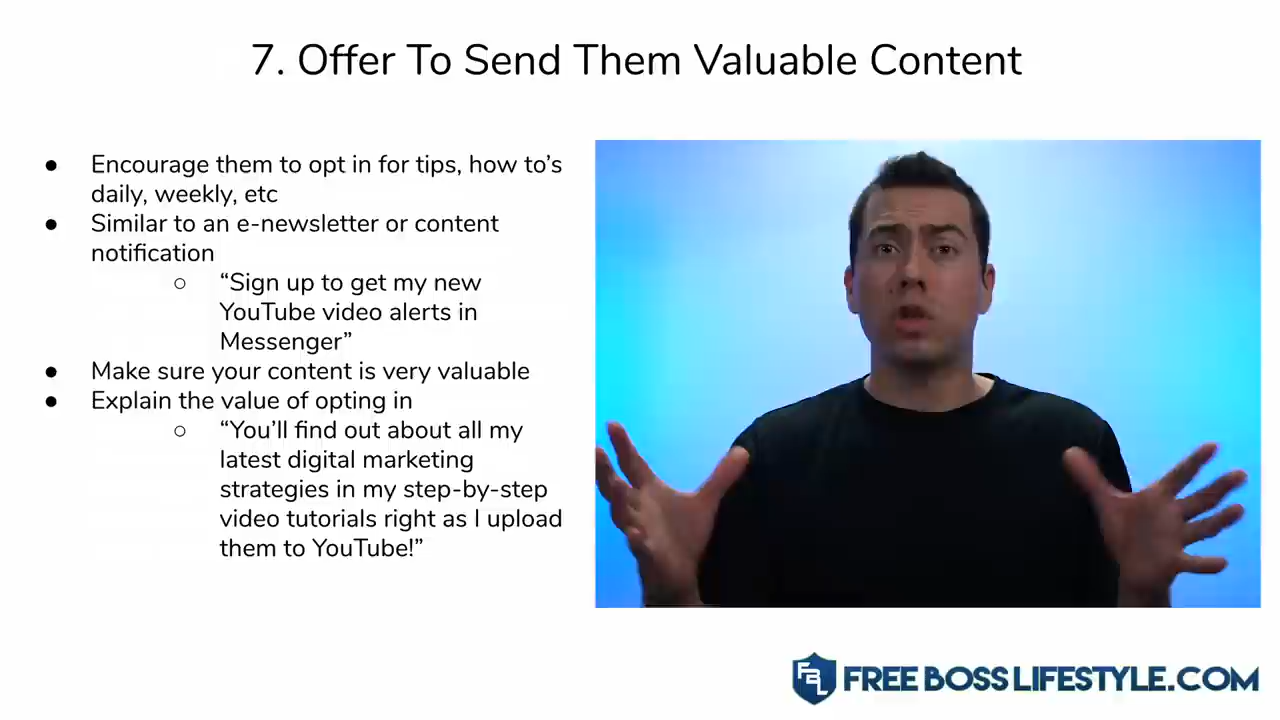 7. Offer To Send Them Valuable Content
● Encourage them to opt in for tips, how to’s
daily, weekly, etc
● Similar to an e-newsletter or content
notification
○ “Sign up to get my new
YouTube video alerts in
Messenger”
● Make sure your content is very valuable
● Explain the value of opting in
○ “You’ll find out about all my
latest digital marketing
strategies in my step-by-step
video tutorials right as I upload
them to YouTube!”
FBL FREE BOSS LIFESTYLE.COM